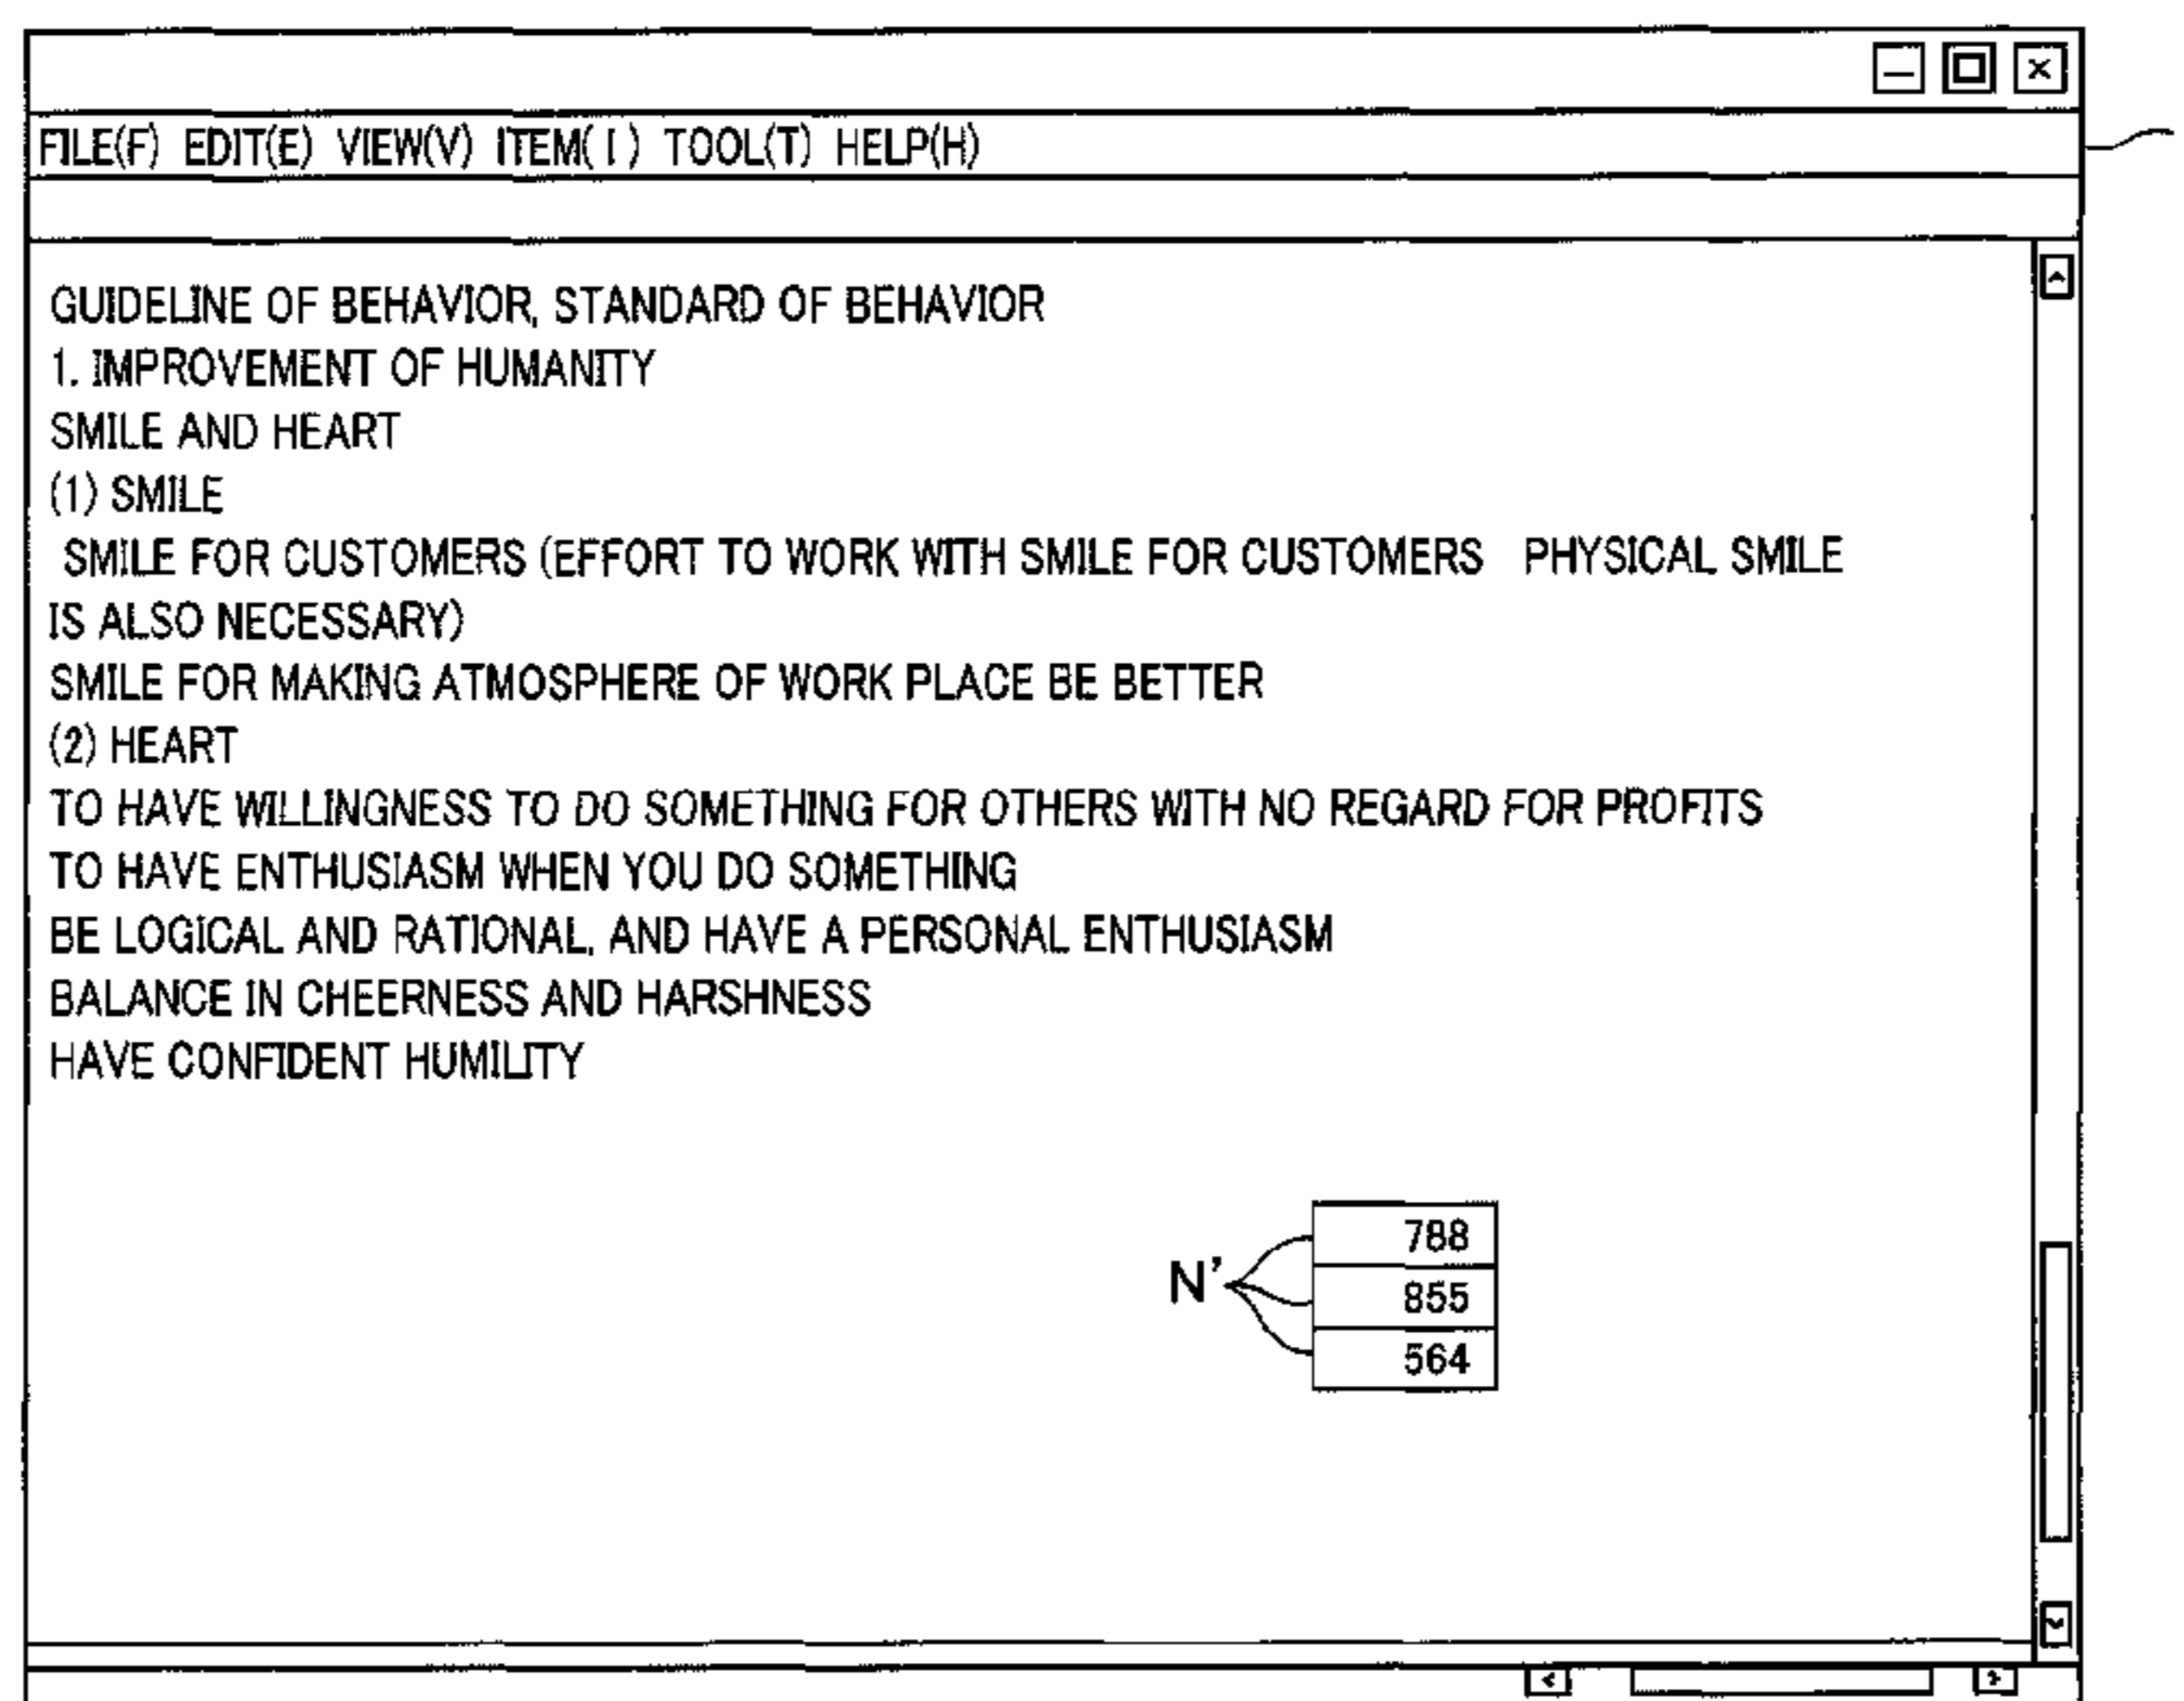 FILE(F) EDIT(E) VIEW(V) ITEM(I) TOOL(T) HELP(H)
GUIDELINE OF BEHAVIOR, STANDARD OF BEHAVIOR
1. IMPROVEMENT OF HUMANITY
SMILE AND HEART
(1) SMILE
SMILE FOR CUSTOMERS (EFFORT TO WORK WITH SMILE FOR CUSTOMERS PHYSICAL SMILE
IS ALSO NECESSARY)
SMILE FOR MAKING ATMOSPHERE OF WORK PLACE BE BETTER
(2) HEART
TO HAVE WILLINGNESS TO DO SOMETHING FOR OTHERS WITH NO REGARD FOR PROFITS
TO HAVE ENTHUSIASM WHEN YOU DO SOMETHING
BE LOGICAL AND RATIONAL, AND HAVE A PERSONAL ENTHUSIASM
BALANCE IN CHEERNESS AND HARSHNESS
HAVE CONFIDENT HUMILITY
788
N' 855
564